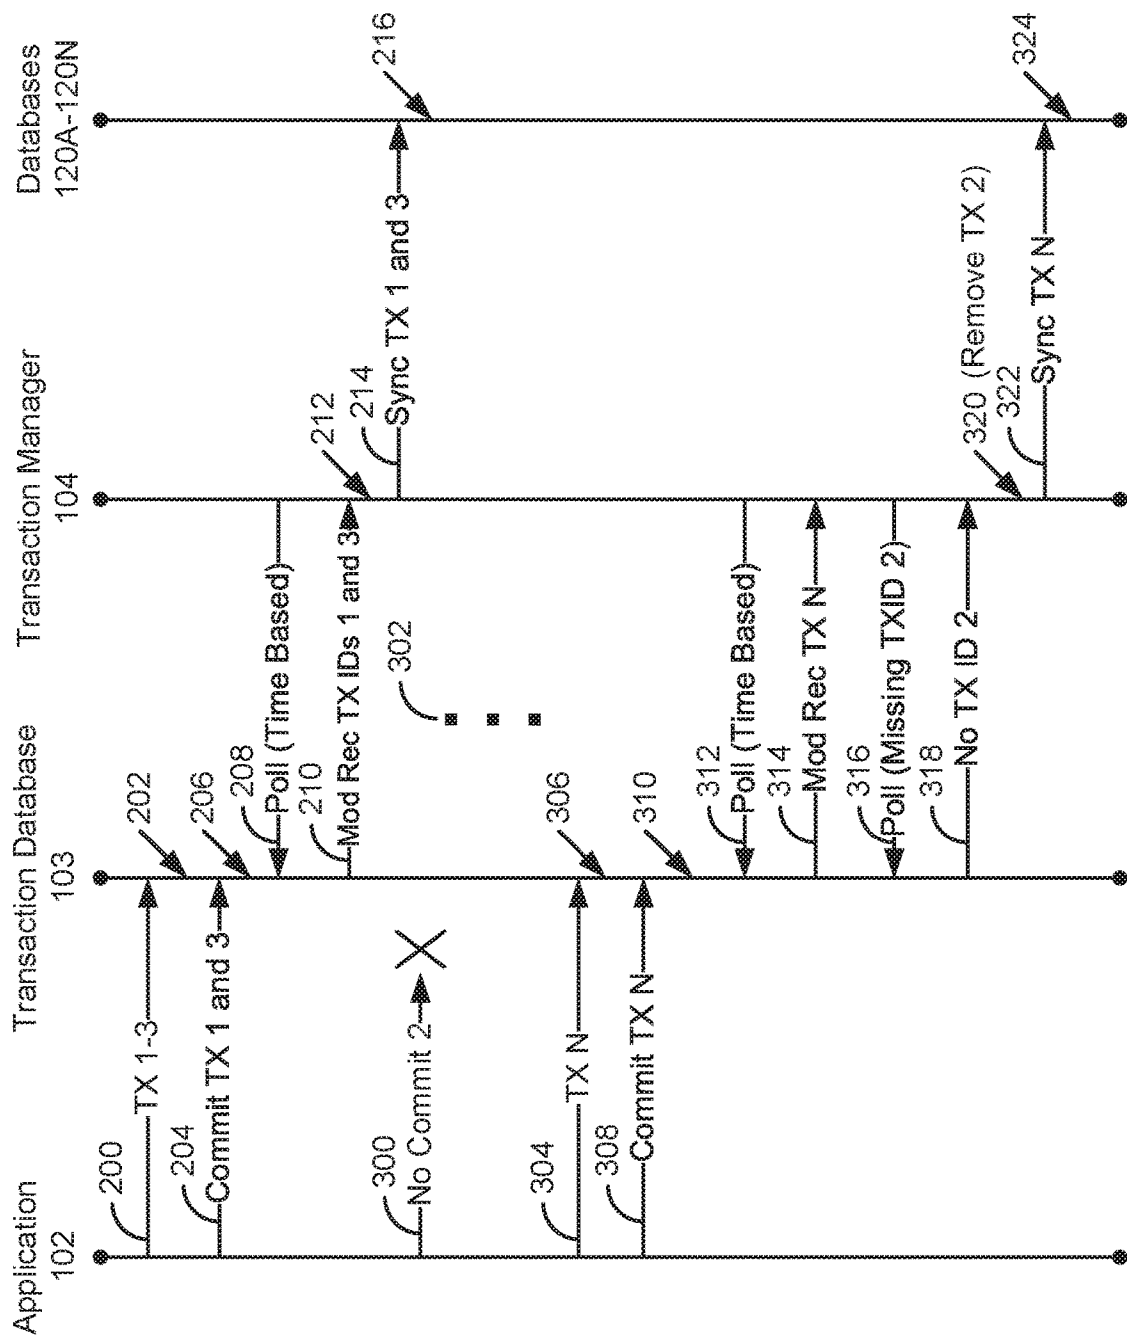 Application
102
Transaction Database
103
Transaction Manager
104
Databases
120A-120N
200
TX 1-3
202
204
Commit TX 1 and 3
206
208
Poll (Time Based)
210
Mod Rec TX IDs 1 and 3
212
214
Sync TX 1 and 3
216
300
No Commit 2
302
304
TX N
306
308
Commit TX N
310
312
Poll (Time Based)
314
Mod Rec TX N
316
Poll (Missing TXID 2)
318
No TX ID 2
320 (Remove TX 2)
322
Sync TX N
324